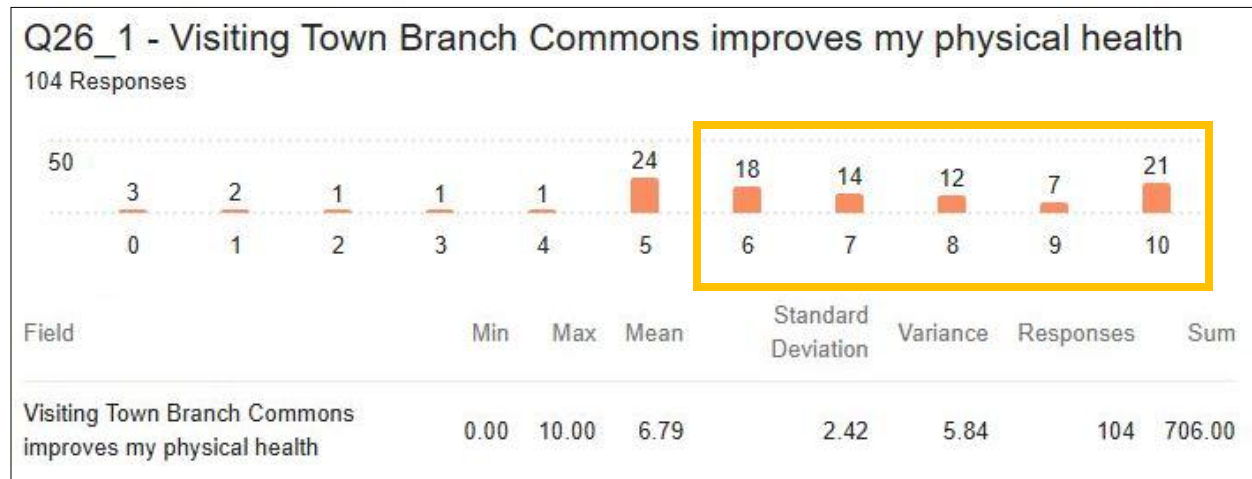 Q26_1 - Visiting Town Branch Commons improves my physical health
104 Responses
50
3 2 1 1 1 24 18 14 12 7 21
0 1 2 3 4 5 6 7 8 9 10
Field Min Max Mean Standard Deviation Variance Responses Sum
Visiting Town Branch Commons
improves my physical health 0.00 10.00 6.79 2.42 5.84 104 706.00